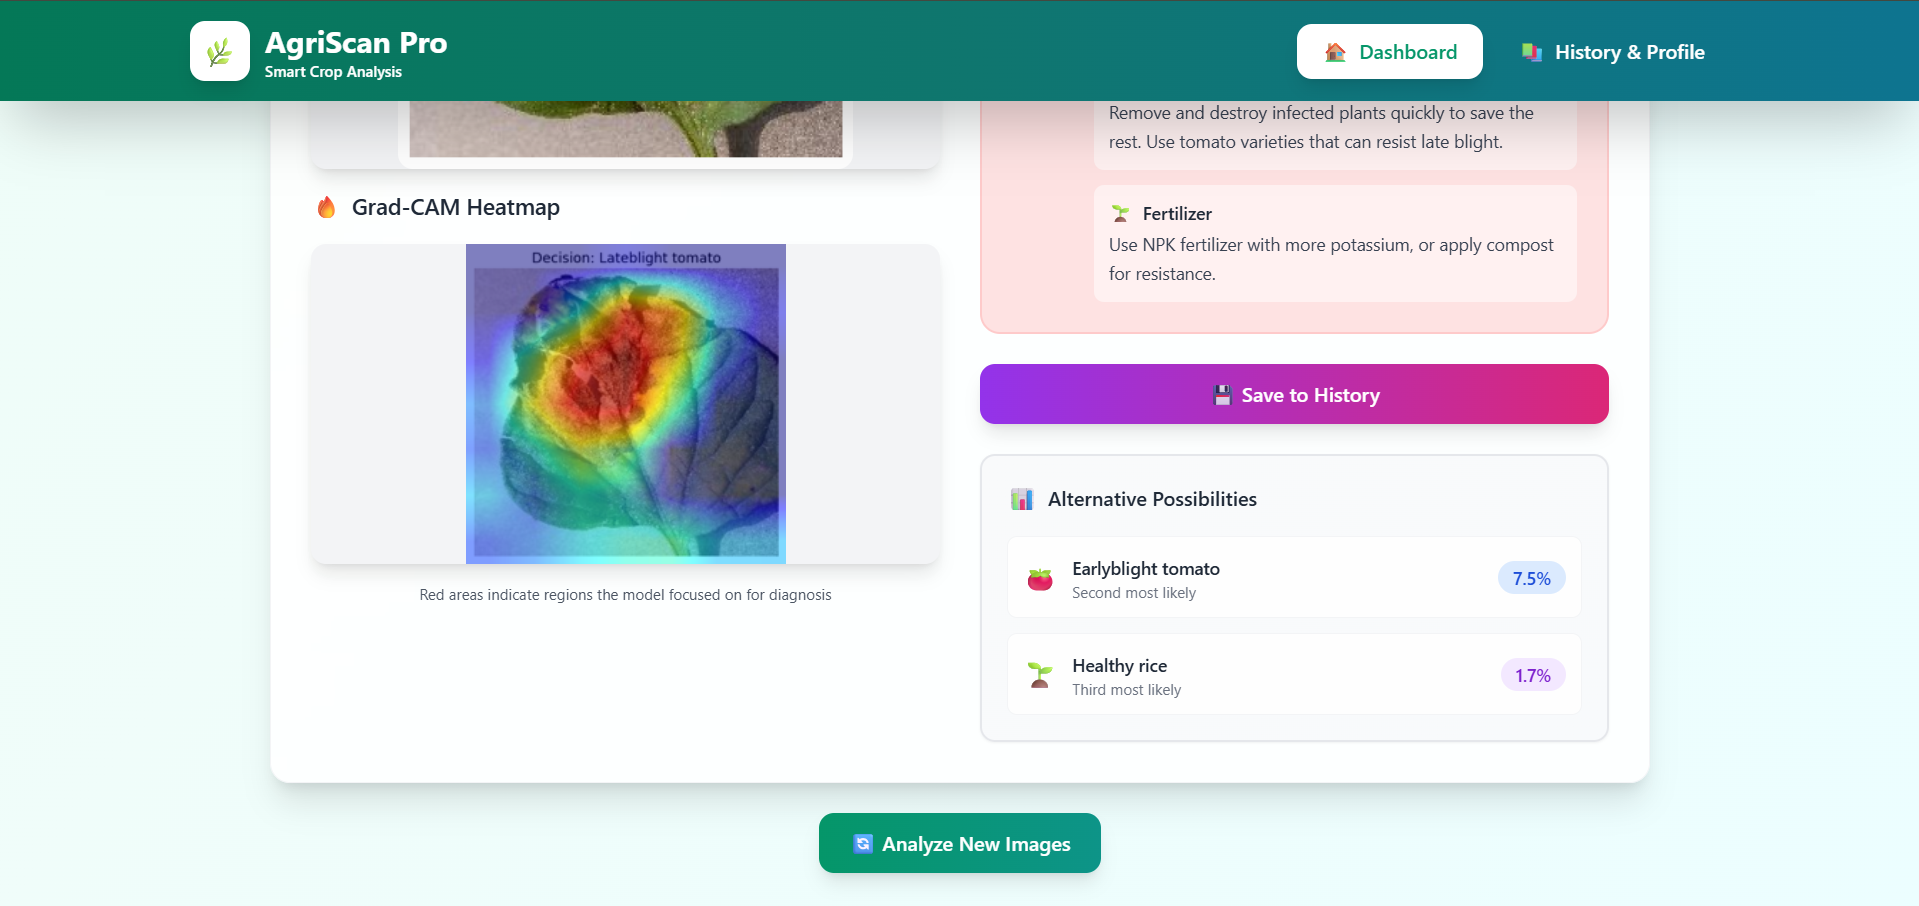 AgriScan Pro
Smart Crop Analysis
Dashboard
History & Profile
Remove and destroy infected plants quickly to save the
rest. Use tomato varieties that can resist late blight.
Grad-CAM Heatmap
Decision: Lateblight tomato
Red areas indicate regions the model focused on for diagnosis
Fertilizer
Use NPK fertilizer with more potassium, or apply compost
for resistance.
Save to History
Alternative Possibilities
Earlyblight tomato
Second most likely
7.5%
Healthy rice
Third most likely
1.7%
Analyze New Images